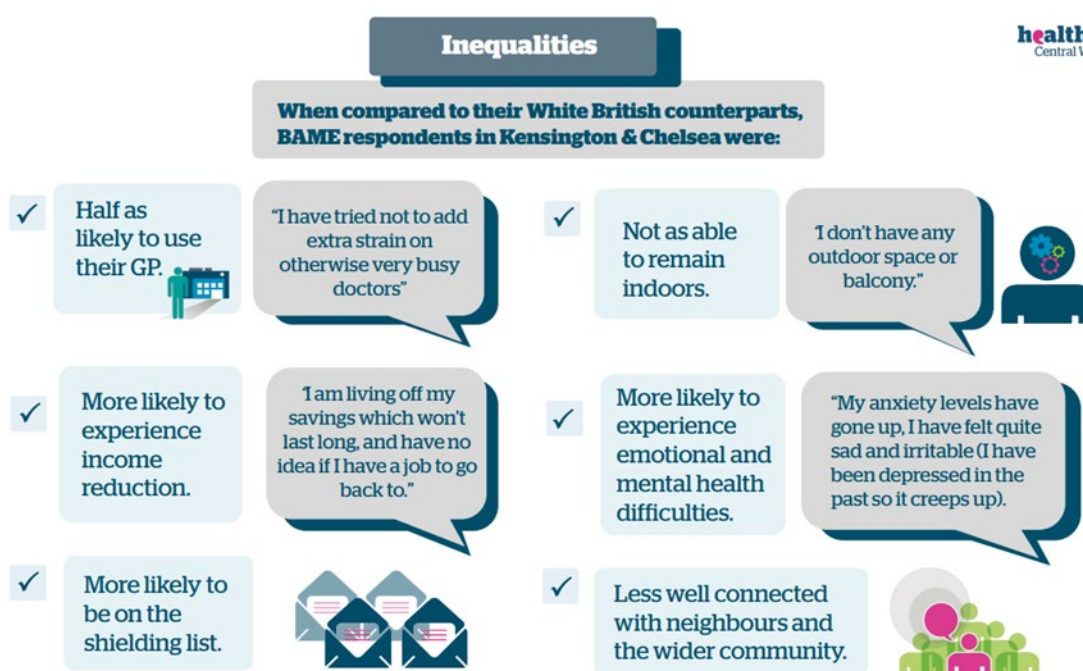 Inequalities
health
Central W
When compared to their White British counterparts,
BAME respondents in Kensington & Chelsea were:
Half as
likely to use
their GP.
"I have tried not to add
extra strain on
otherwise very busy
doctors"
Not as able
to remain
indoors.
"I don't have any
outdoor space or
balcony."
More likely to
experience
income
reduction.
"I am living off my
savings which won't
last long, and have no
idea if I have a job to go
back to."
More likely to
experience
emotional and
mental health
difficulties.
"My anxiety levels have
gone up, I have felt quite
sad and irritable (I have
been depressed in the
past so it creeps up).
More likely to
be on the
shielding list.
Less well connected
with neighbours and
the wider community.